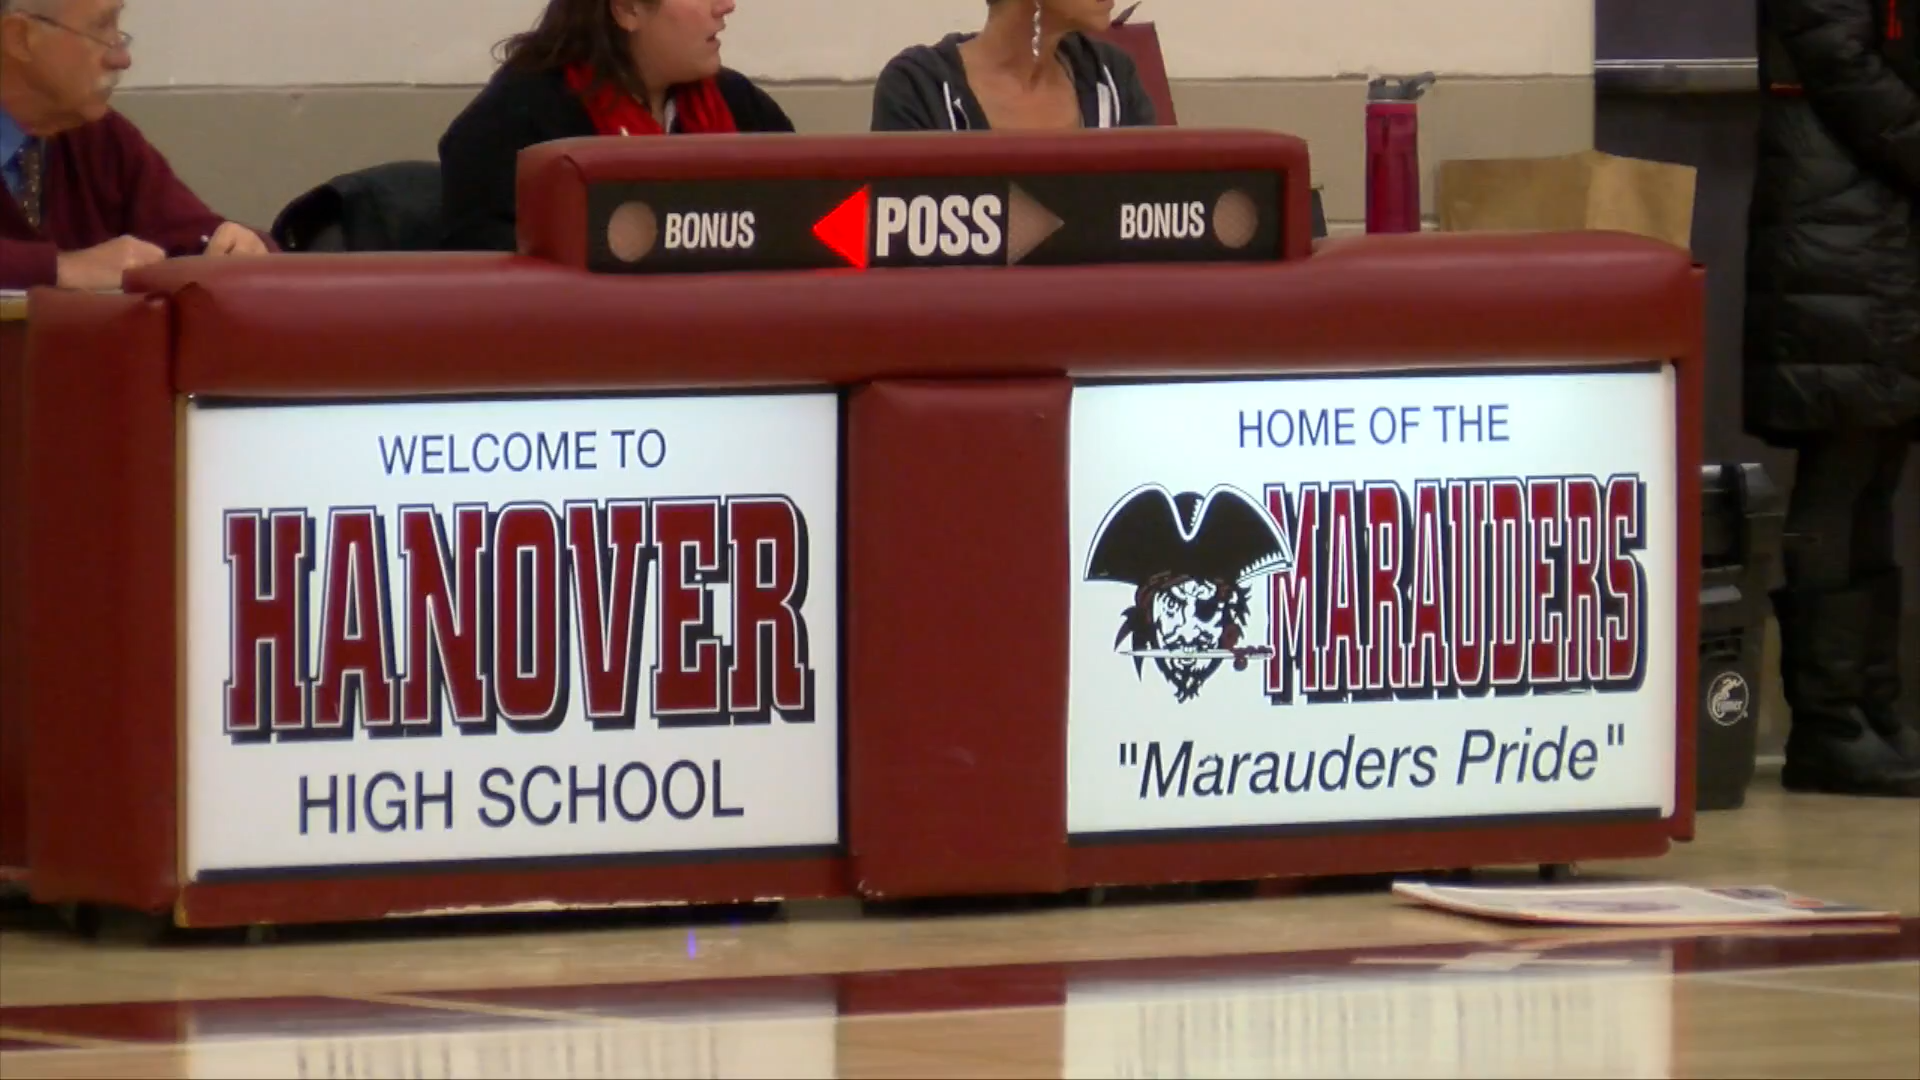 BONUS POSS BONUS
WELCOME TO
HANOVER
HIGH SCHOOL
HOME OF THE
MARAUDERS
"Marauders Pride"